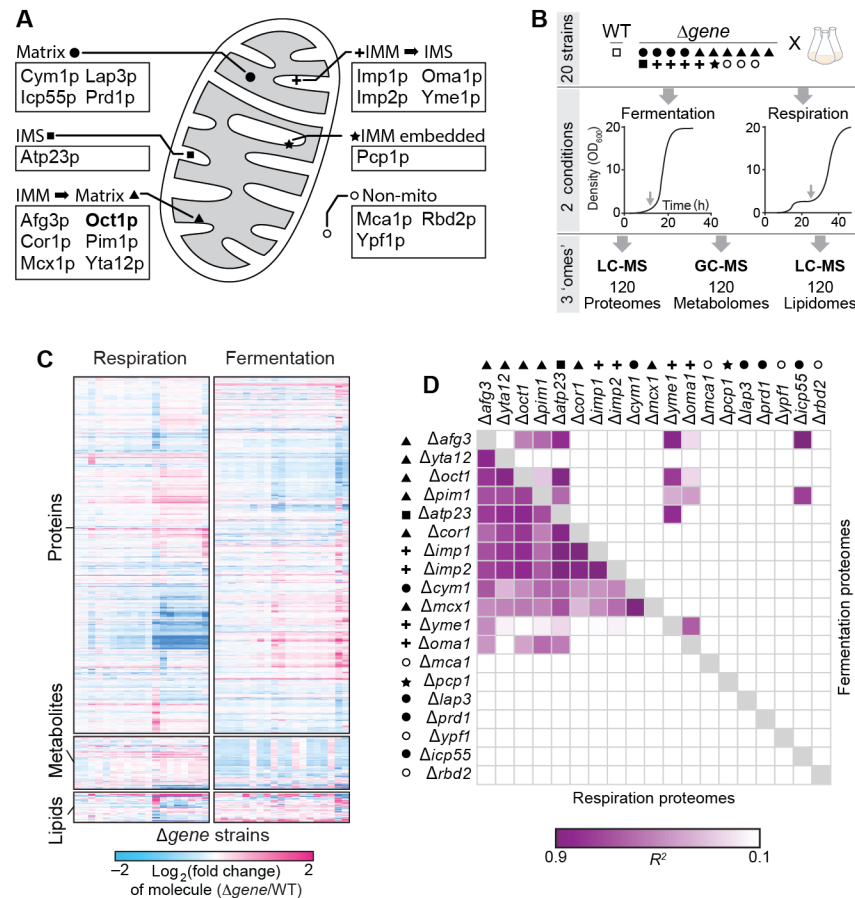 A
Matrix ●
Cym1p Lap3p
Icp55p Prd1p
IMS ■
Atp23p
IMM ➡ Matrix ▲
Afg3p Oct1p
Cor1p Pim1p
Mcx1p Yta12p
+IMM ➡ IMS
Imp1p Oma1p
Imp2p Yme1p
★IMM embedded
Pcp1p
○ Non-mito
Mca1p Rbd2p
Ypf1p
B
20 strains
WT Δgene
X
2 conditions
Fermentation
Density (OD600)
20
10
0
Time (h)
0 20 40
Respiration
20
10
0
0 20 40
3 'omes'
LC-MS GC-MS LC-MS
120 120 120
Proteomes Metabolomes Lipidomes
C
Respiration Fermentation
Proteins
Metabolites
Lipids
Δgene strains
−2 2
Log2(fold change)
of molecule (Δgene/WT)
D
Δafg3
Δyta12
Δoct1
Δpim1
Δatp23
Δcor1
Δimp1
Δimp2
Δcym1
Δmcx1
Δyme1
Δoma1
Δmca1
Δpcp1
Δlap3
Δprd1
Δypf1
Δicp55
Δrbd2
▲ Δafg3
▲ Δyta12
▲ Δoct1
▲ Δpim1
■ Δatp23
▲ Δcor1
+ Δimp1
+ Δimp2
● Δcym1
▲ Δmcx1
+ Δyme1
+ Δoma1
○ Δmca1
★ Δpcp1
● Δlap3
● Δprd1
○ Δypf1
● Δicp55
○ Δrbd2
Fermentation proteomes
Respiration proteomes
0.9 R2 0.1